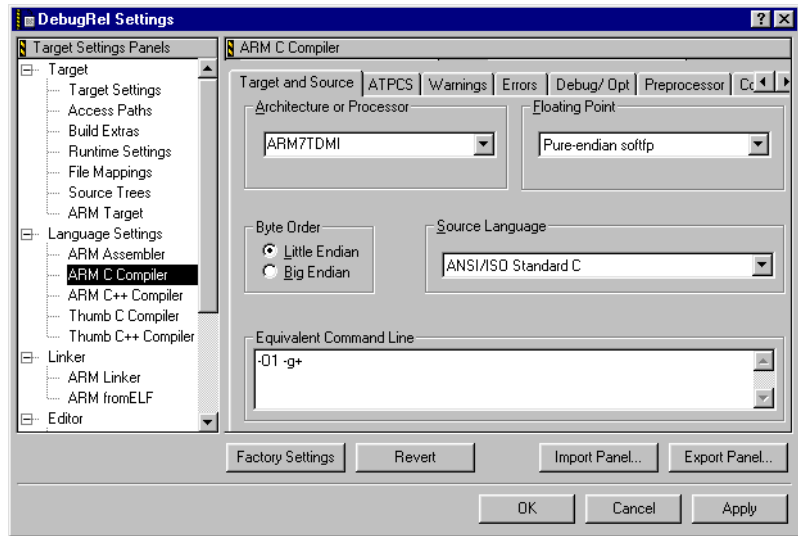 DebugRel Settings
Target Settings Panels
Target
Target Settings
Access Paths
Build Extras
Runtime Settings
File Mappings
Source Trees
ARM Target
Language Settings
ARM Assembler
ARM C Compiler
ARM C++ Compiler
Thumb C Compiler
Thumb C++ Compiler
Linker
ARM Linker
ARM fromELF
Editor
ARM C Compiler
Target and Source ATPCS Warnings Errors Debug/ Opt Preprocessor
Architecture or Processor
ARM7TDMI
Floating Point
Pure-endian softfp
Byte Order
Little Endian
Big Endian
Source Language
ANSI/ISO Standard C
Equivalent Command Line
-O1 -g+
Factory Settings Revert Import Panel... Export Panel...
OK Cancel Apply